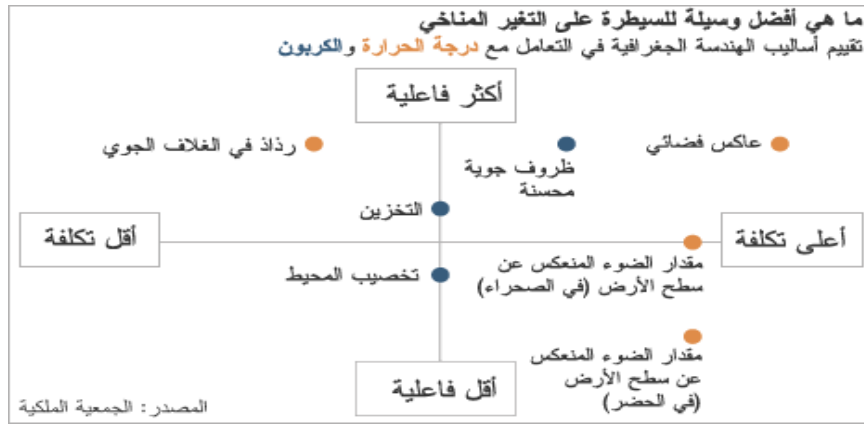 ما هي أفضل وسيلة للسيطرة على التغير المناخي
تقييم أساليب الهندسة الجغرافية في التعامل مع درجة الحرارة والكربون
أكثر فاعلية
عاكس فضائي
ظروف جوية
محسنة
رذاذ في الغلاف الجوي
التخزين
أعلى تكلفة
أقل تكلفة
مقدار الضوء المنعكس عن
سطح الأرض (في الصحراء)
تخصيب المحيط
مقدار الضوء المنعكس
عن سطح الأرض
(في الحضر)
أقل فاعلية
المصدر: الجمعية الملكية